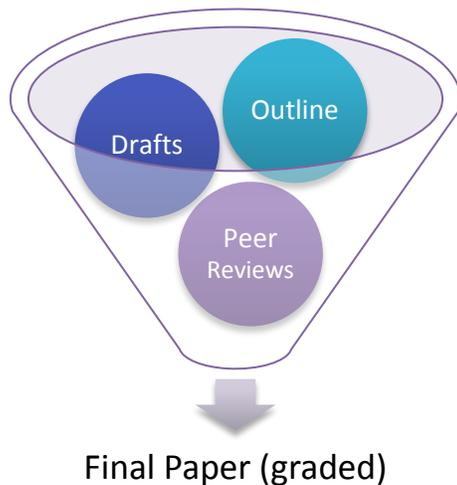 Outline
Drafts
Peer
Reviews
Final Paper (graded)